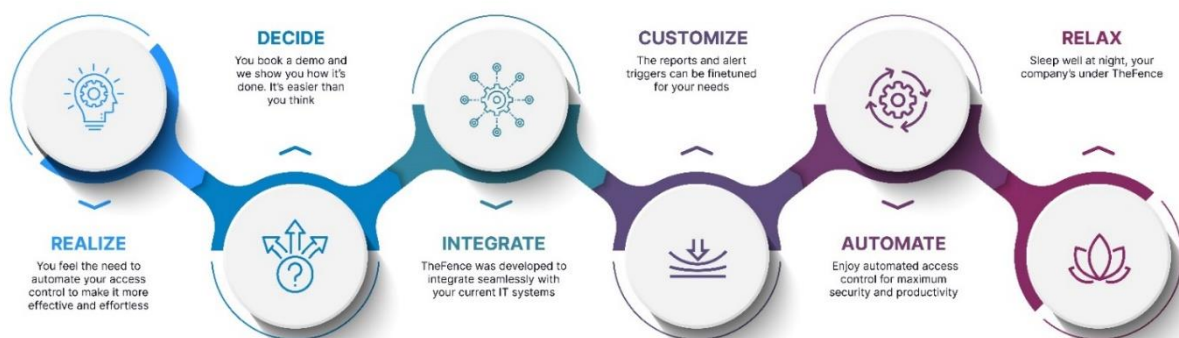 REALIZE
You feel the need to
automate your access
control to make it more
effective and effortless
DECIDE
You book a demo and
we show you how it's
done. It's easier than
you think
?
INTEGRATE
TheFence was developed to
integrate seamlessly with
your current IT systems
CUSTOMIZE
The reports and alert
triggers can be finetuned
for your needs
AUTOMATE
Enjoy automated access
control for maximum
security and productivity
RELAX
Sleep well at night, your
company's under TheFence